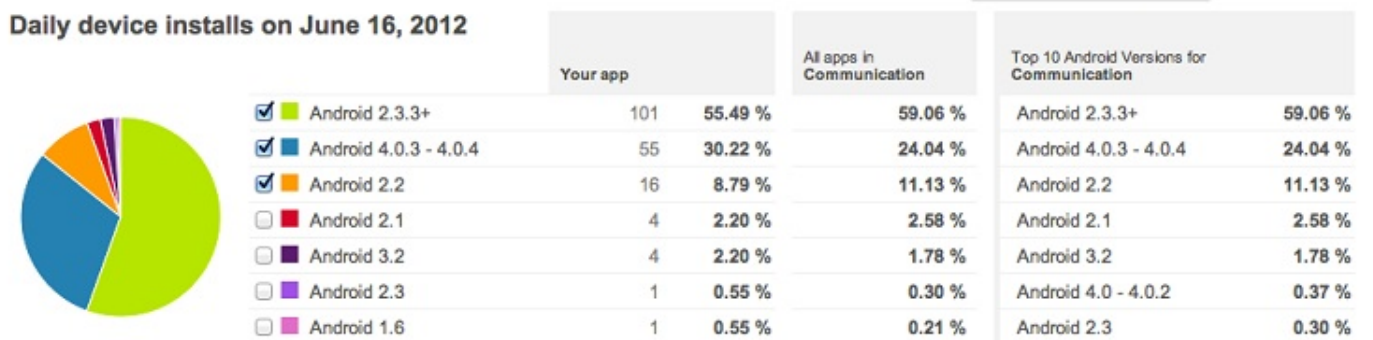 Daily device installs on June 16, 2012
Your app
All apps in
Communication
Top 10 Android Versions for
Communication
Android 2.3.3+ 101 55.49 % 59.06 % Android 2.3.3+ 59.06 %
Android 4.0.3 - 4.0.4 55 30.22 % 24.04 % Android 4.0.3 - 4.0.4 24.04 %
Android 2.2 16 8.79 % 11.13 % Android 2.2 11.13 %
Android 2.1 4 2.20 % 2.58 % Android 2.1 2.58 %
Android 3.2 4 2.20 % 1.78 % Android 3.2 1.78 %
Android 2.3 1 0.55 % 0.30 % Android 4.0 - 4.0.2 0.37 %
Android 1.6 1 0.55 % 0.21 % Android 2.3 0.30 %